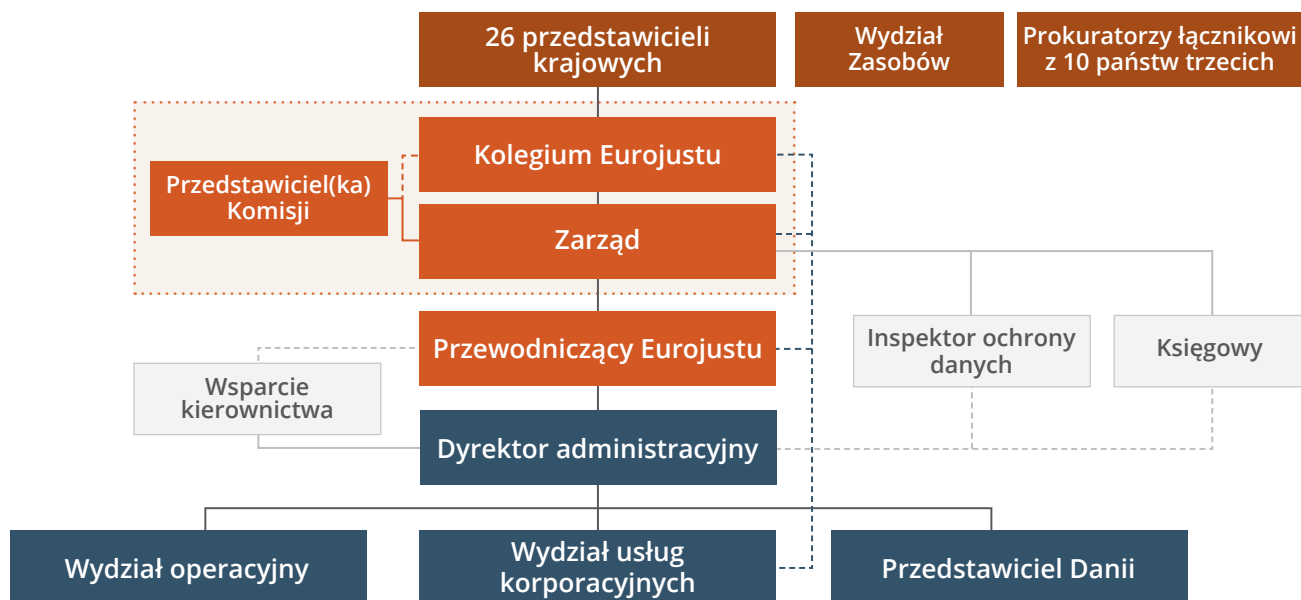 26 przedstawicieli
krajowych
Wydział
Zasobów
Prokuratorzy łącznikowi
z 10 państw trzecich
Kolegium Eurojustu
Przedstawiciel(ka)
Komisji
Zarząd
Przewodniczący Eurojustu
Inspektor ochrony
danych
Księgowy
Wsparcie
kierownictwa
Dyrektor administracyjny
Wydział operacyjny
Wydział usług
korporacyjnych
Przedstawiciel Danii